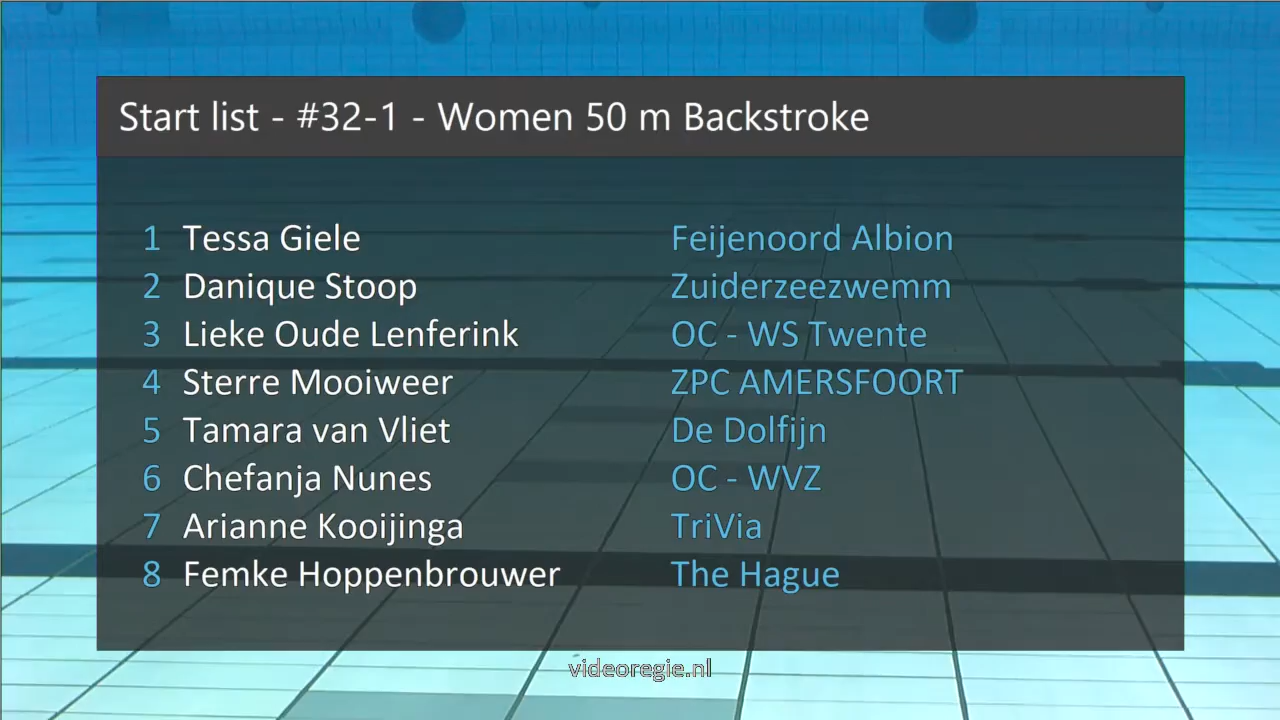 Start list - #32-1 - Women 50 m Backstroke
1 Tessa Giele Feijenoord Albion
2 Danique Stoop Zuiderzeezwemm
3 Lieke Oude Lenferink OC - WS Twente
4 Sterre Mooiweer ZPC AMERSFOORT
5 Tamara van Vliet De Dolfijn
6 Chefanja Nunes OC - WVZ
7 Arianne Kooijinga TriVia
8 Femke Hoppenbrouwer The Hague
videoregie.nl